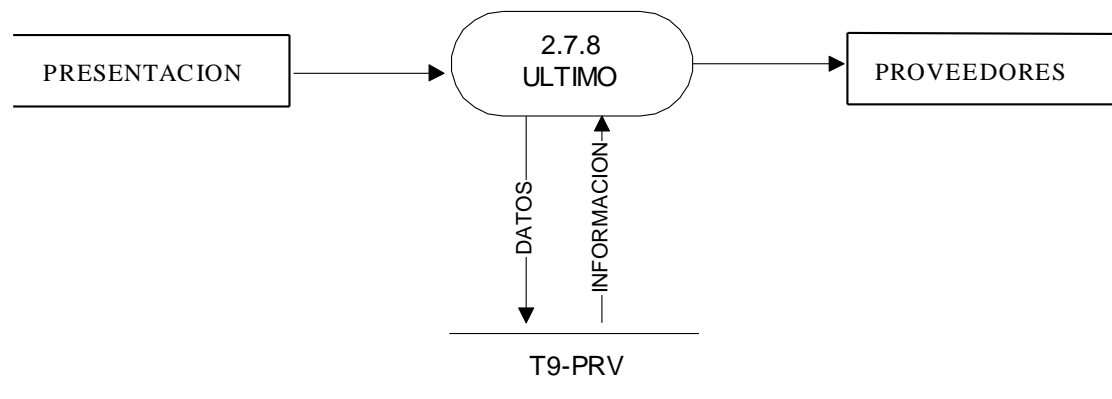 PRESENTACION
2.7.8
ULTIMO
PROVEEDORES
DATOS
INFORMACION
T9-PRV